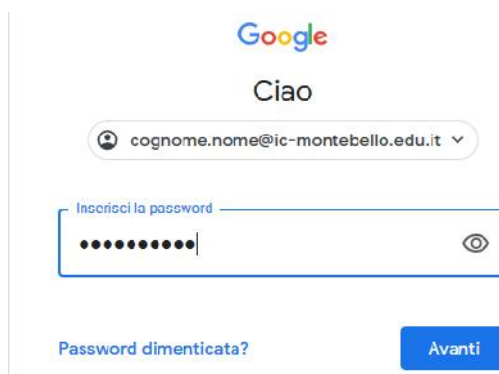 Google
Ciao
cognome.nome@ic-montebello.edu.it
Inserisci la password
••••••••••
Password dimenticata?
Avanti